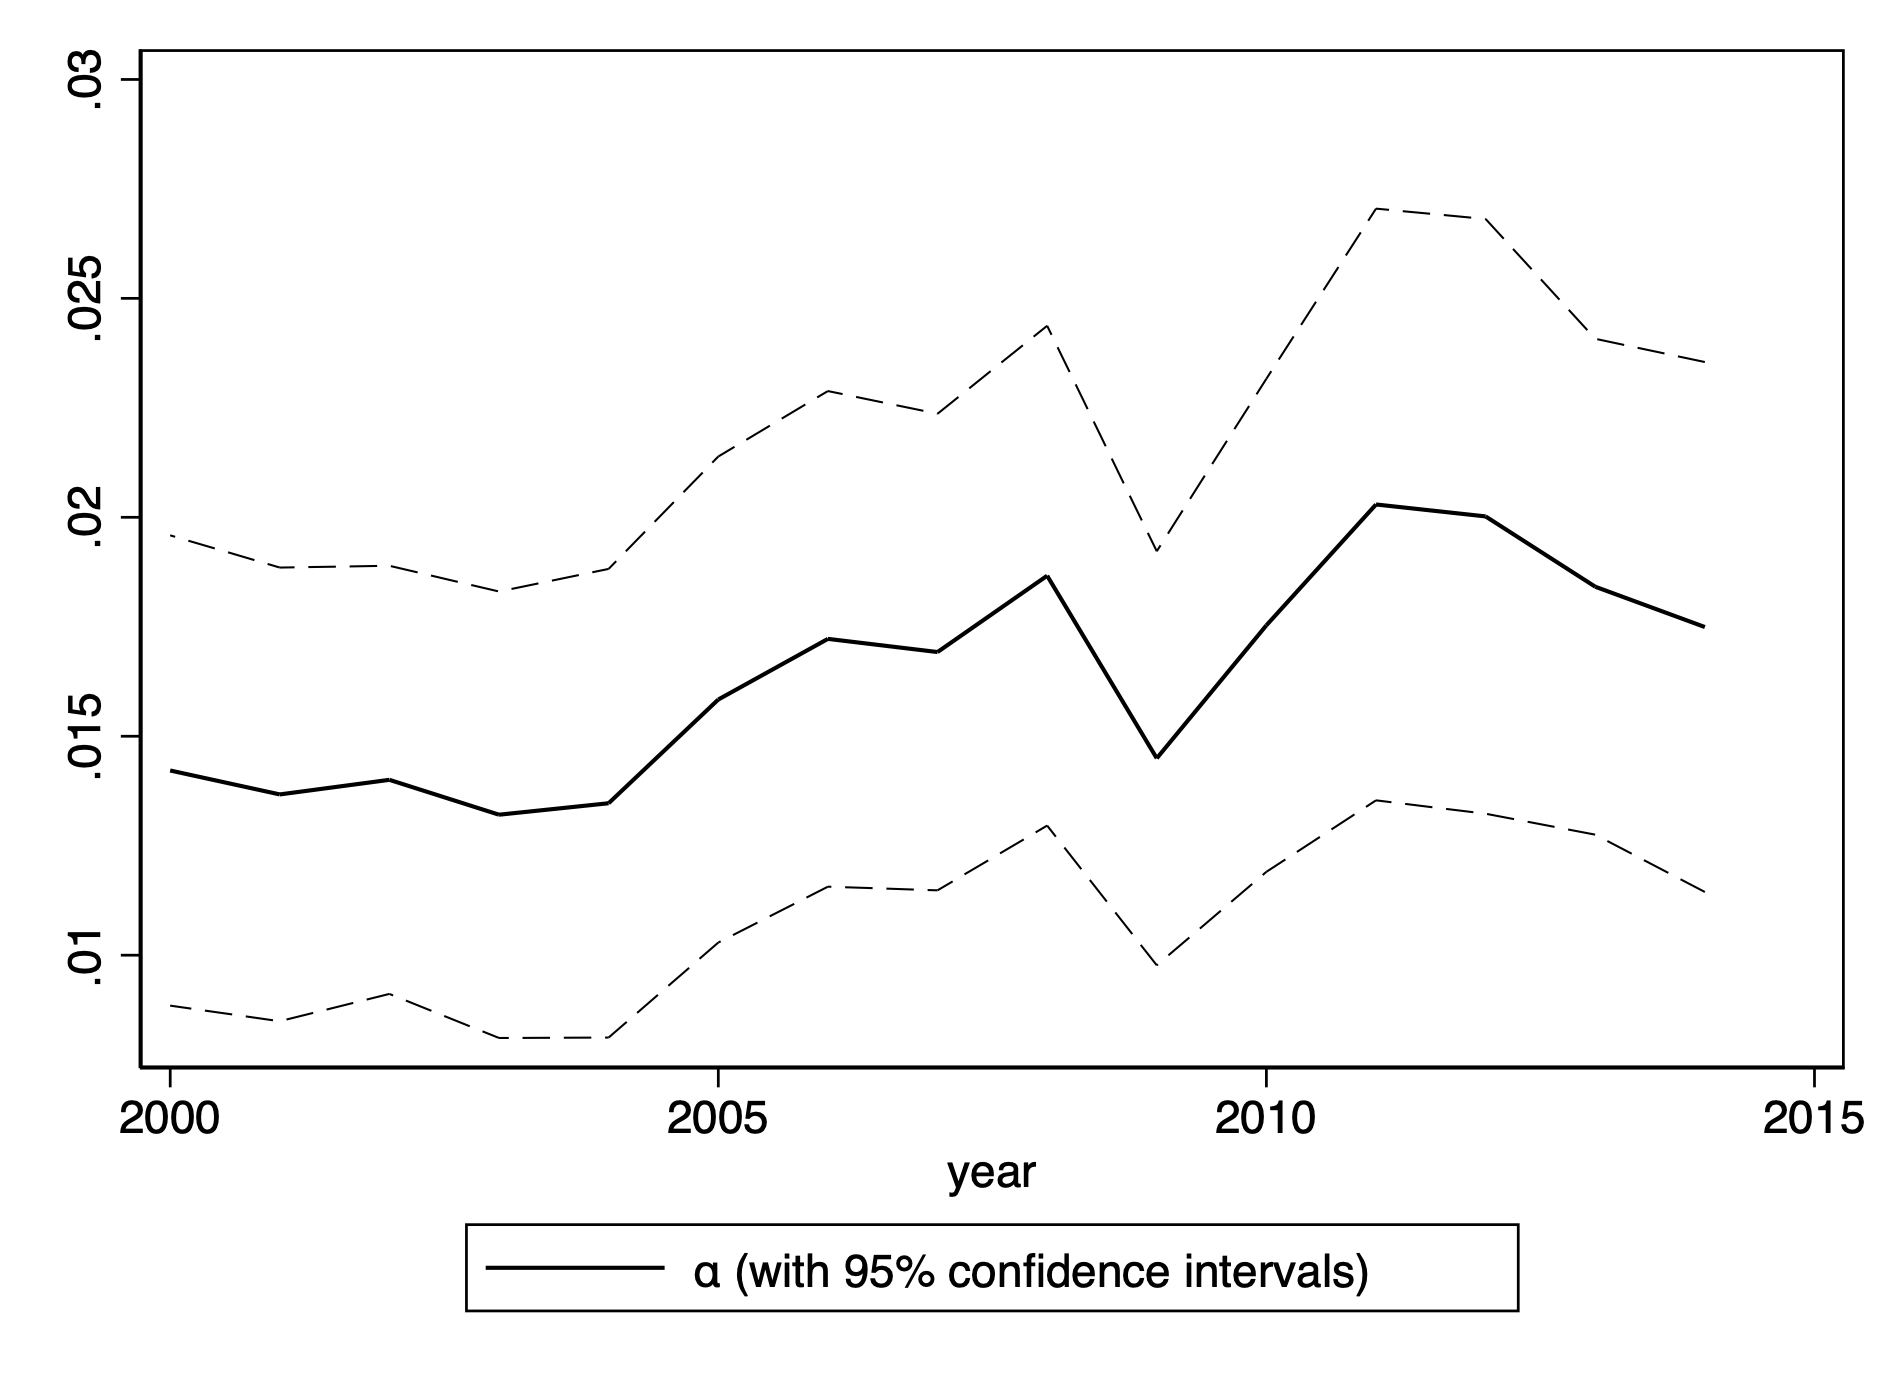 .03
.025
.02
.015
.01
2000 2005 2010 2015
year
α (with 95% confidence intervals)